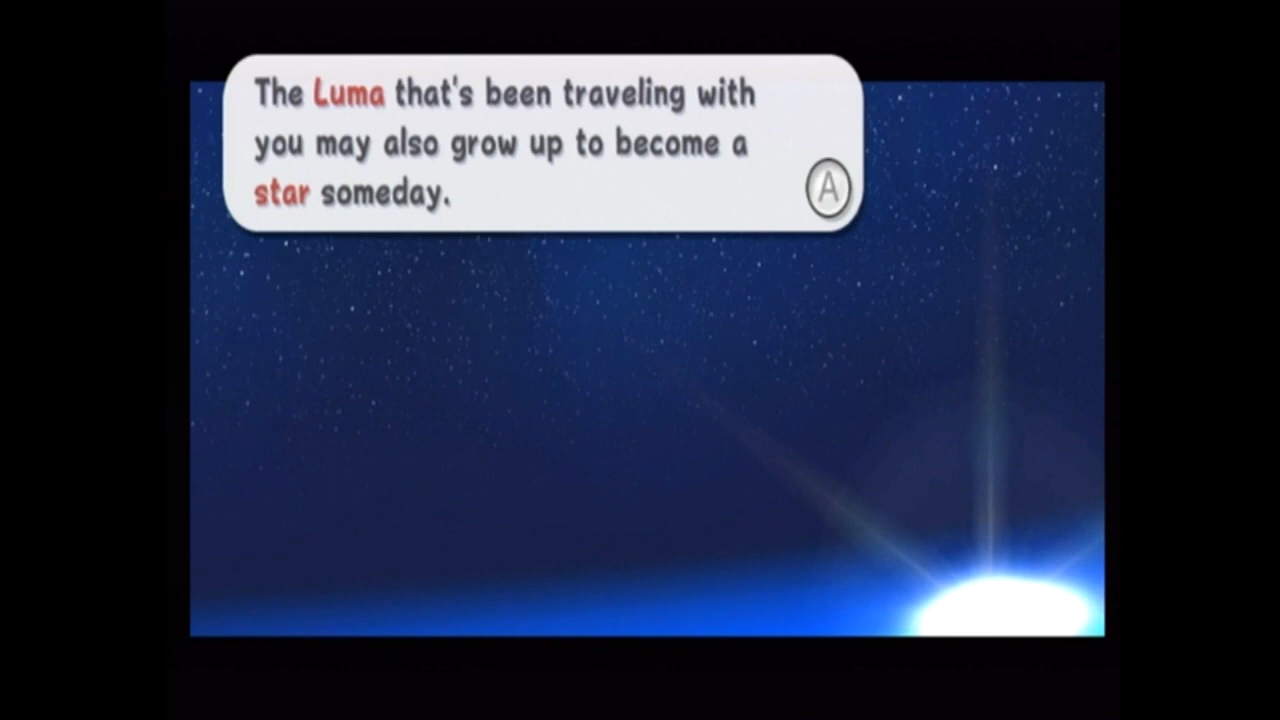 The Luma that's been traveling with
you may also grow up to become a
star someday.
A